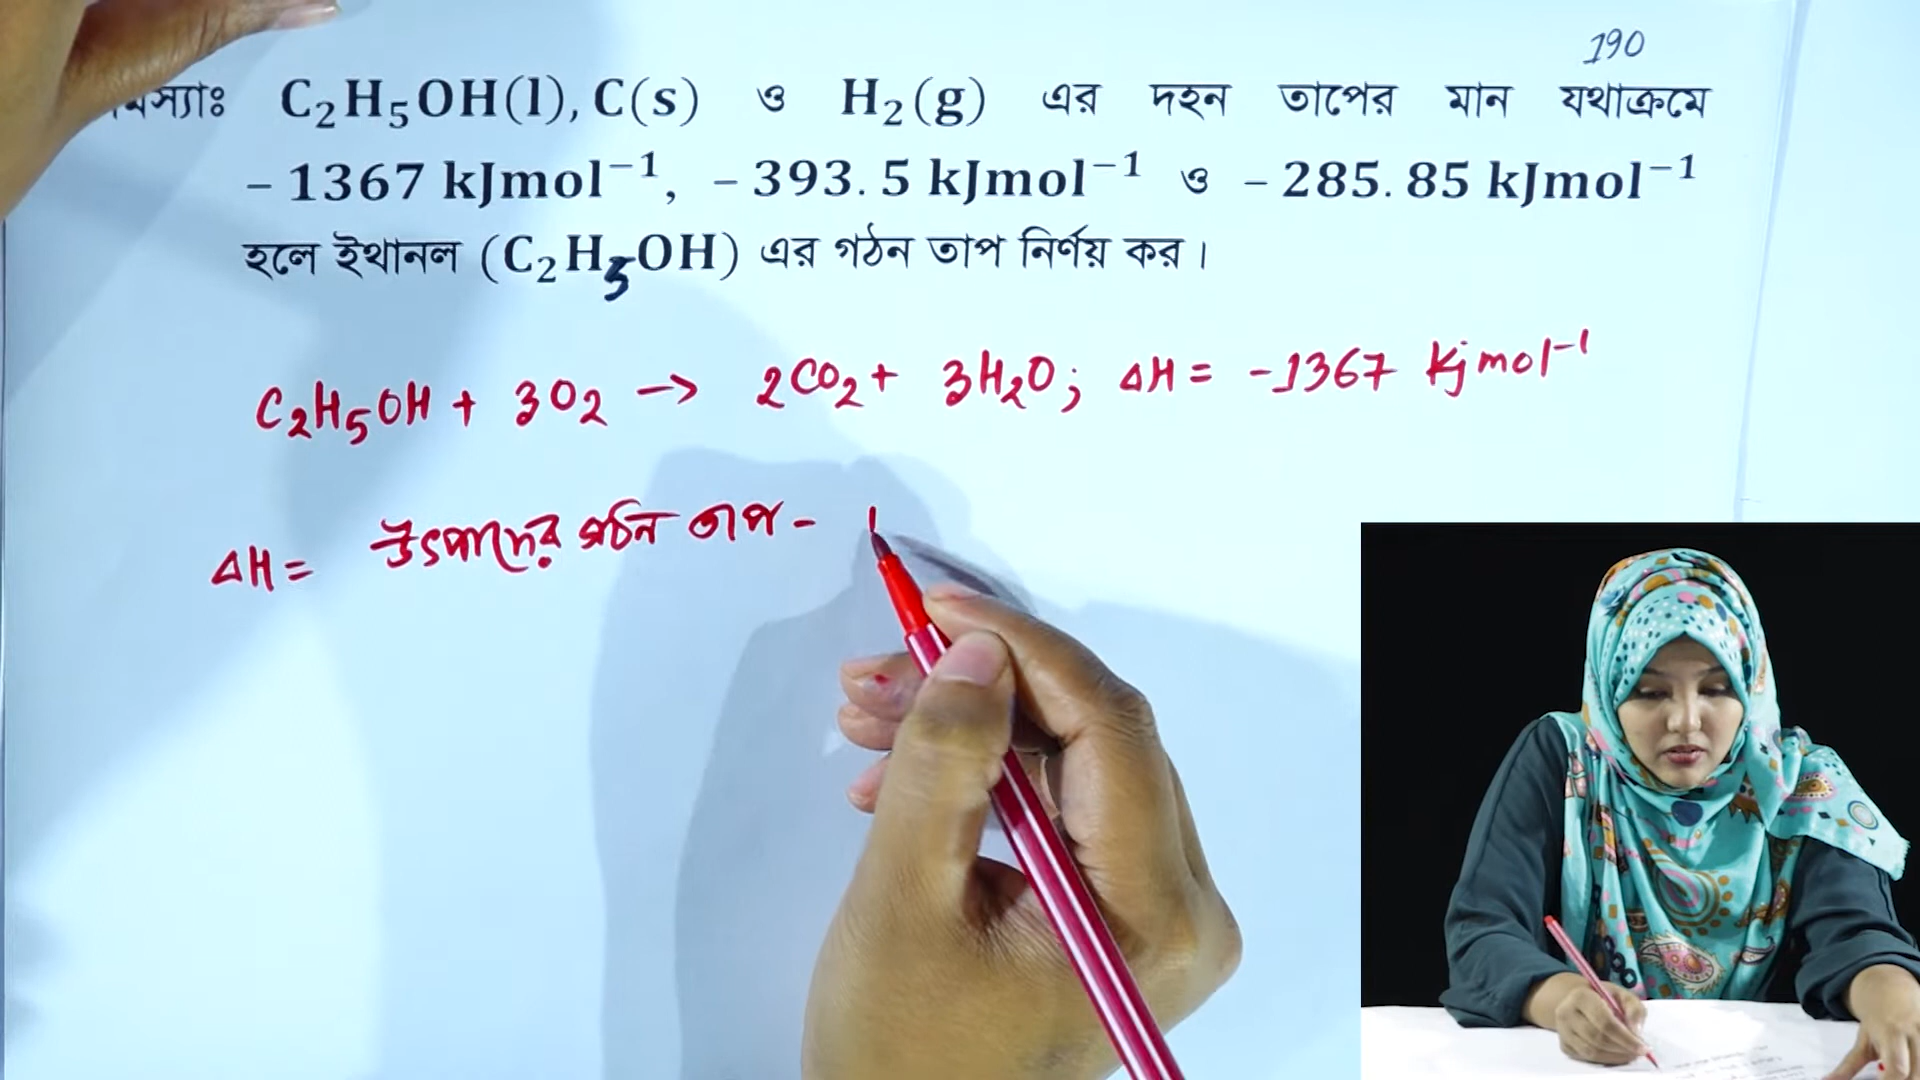 190
C₂H₅OH(l), C(s) ও H₂(g) এর দহন তাপের মান যথাক্রমে
– 1367 kJmol⁻¹, – 393.5 kJmol⁻¹ ও – 285.85 kJmol⁻¹
হলে ইথানল (C₂H₅OH) এর গঠন তাপ নির্ণয় কর।
C₂H₅OH + 3O₂ → 2CO₂ + 3H₂O; ΔH = -1367 Kjmol⁻¹
ΔH = উৎপাদের গঠন তাপ -